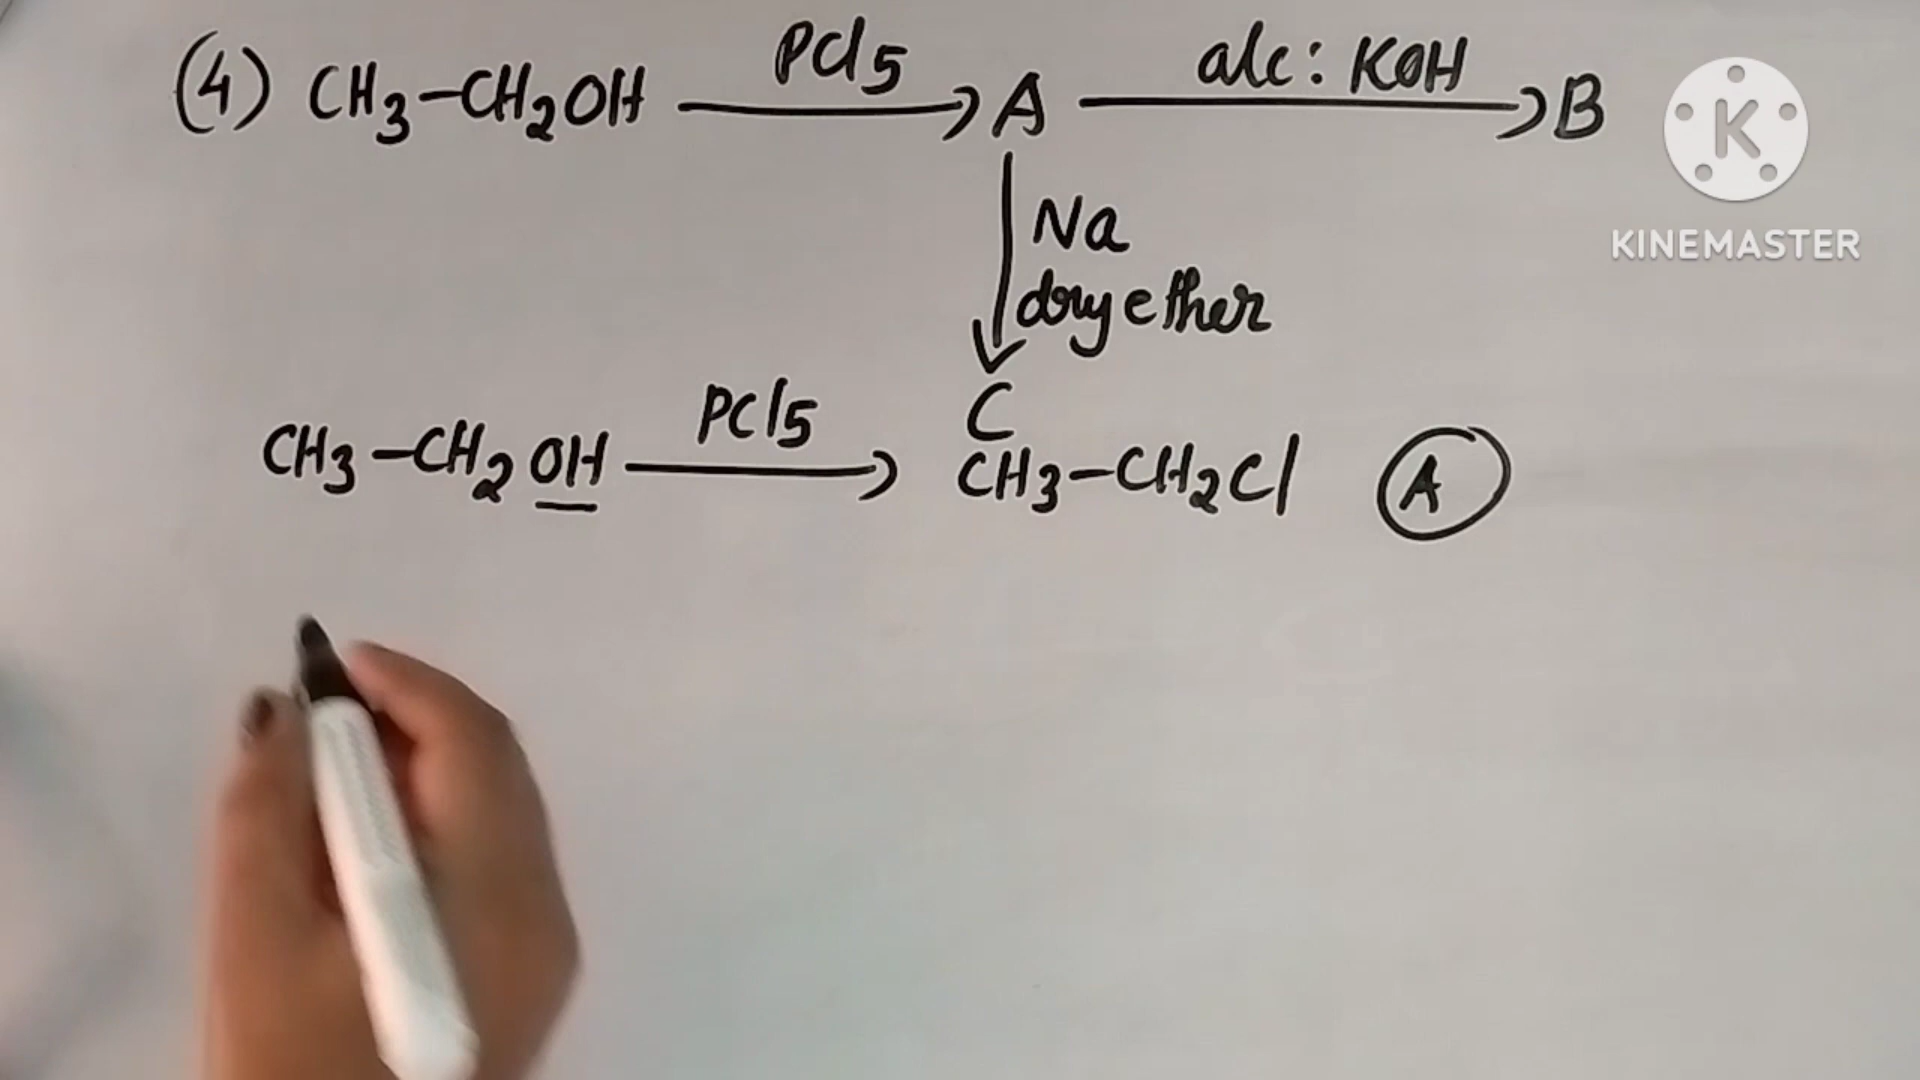 (4) CH3-CH2OH PCl5 → A alc: KOH → B
K
KINEMASTER
↓ Na
dry ether
C
CH3-CH2OH PCl5 → CH3-CH2Cl A